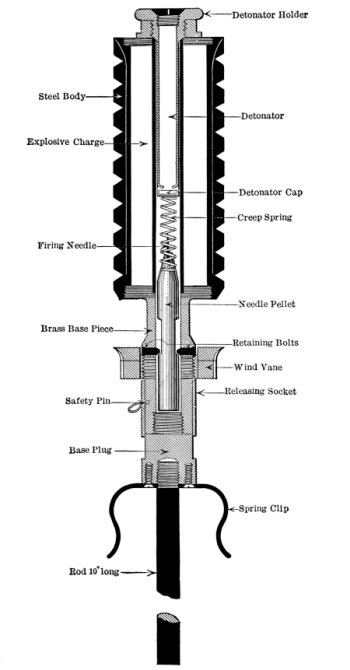 Detonator Holder
Steel Body
Detonator
Explosive Charge
Detonator Cap
Creep Spring
Firing Needle
Needle Pellet
Brass Base Piece
Retaining Bolts
Wind Vane
Releasing Socket
Safety Pin
Base Plug
Spring Clip
Rod 10" long